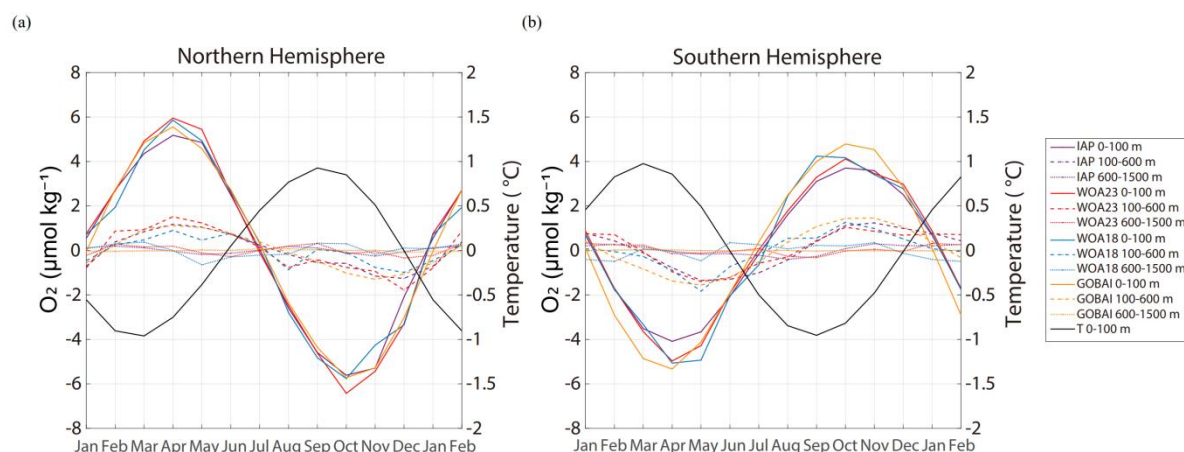 (a)
(b)
Northern Hemisphere
Southern Hemisphere
8
6
4
2
0
-2
-4
-6
-8
O₂ (µmol kg⁻¹)
2
1.5
1
0.5
0
-0.5
-1
-1.5
-2
Temperature (°C)
Jan Feb Mar Apr May Jun Jul Aug Sep Oct Nov Dec Jan Feb
8
6
4
2
0
-2
-4
-6
-8
O₂ (µmol kg⁻¹)
2
1.5
1
0.5
0
-0.5
-1
-1.5
-2
Temperature (°C)
Jan Feb Mar Apr May Jun Jul Aug Sep Oct Nov Dec Jan Feb
IAP 0-100 m
IAP 100-600 m
IAP 600-1500 m
WOA23 0-100 m
WOA23 100-600 m
WOA23 600-1500 m
WOA18 0-100 m
WOA18 100-600 m
WOA18 600-1500 m
GOBAI 0-100 m
GOBAI 100-600 m
GOBAI 600-1500 m
T 0-100 m